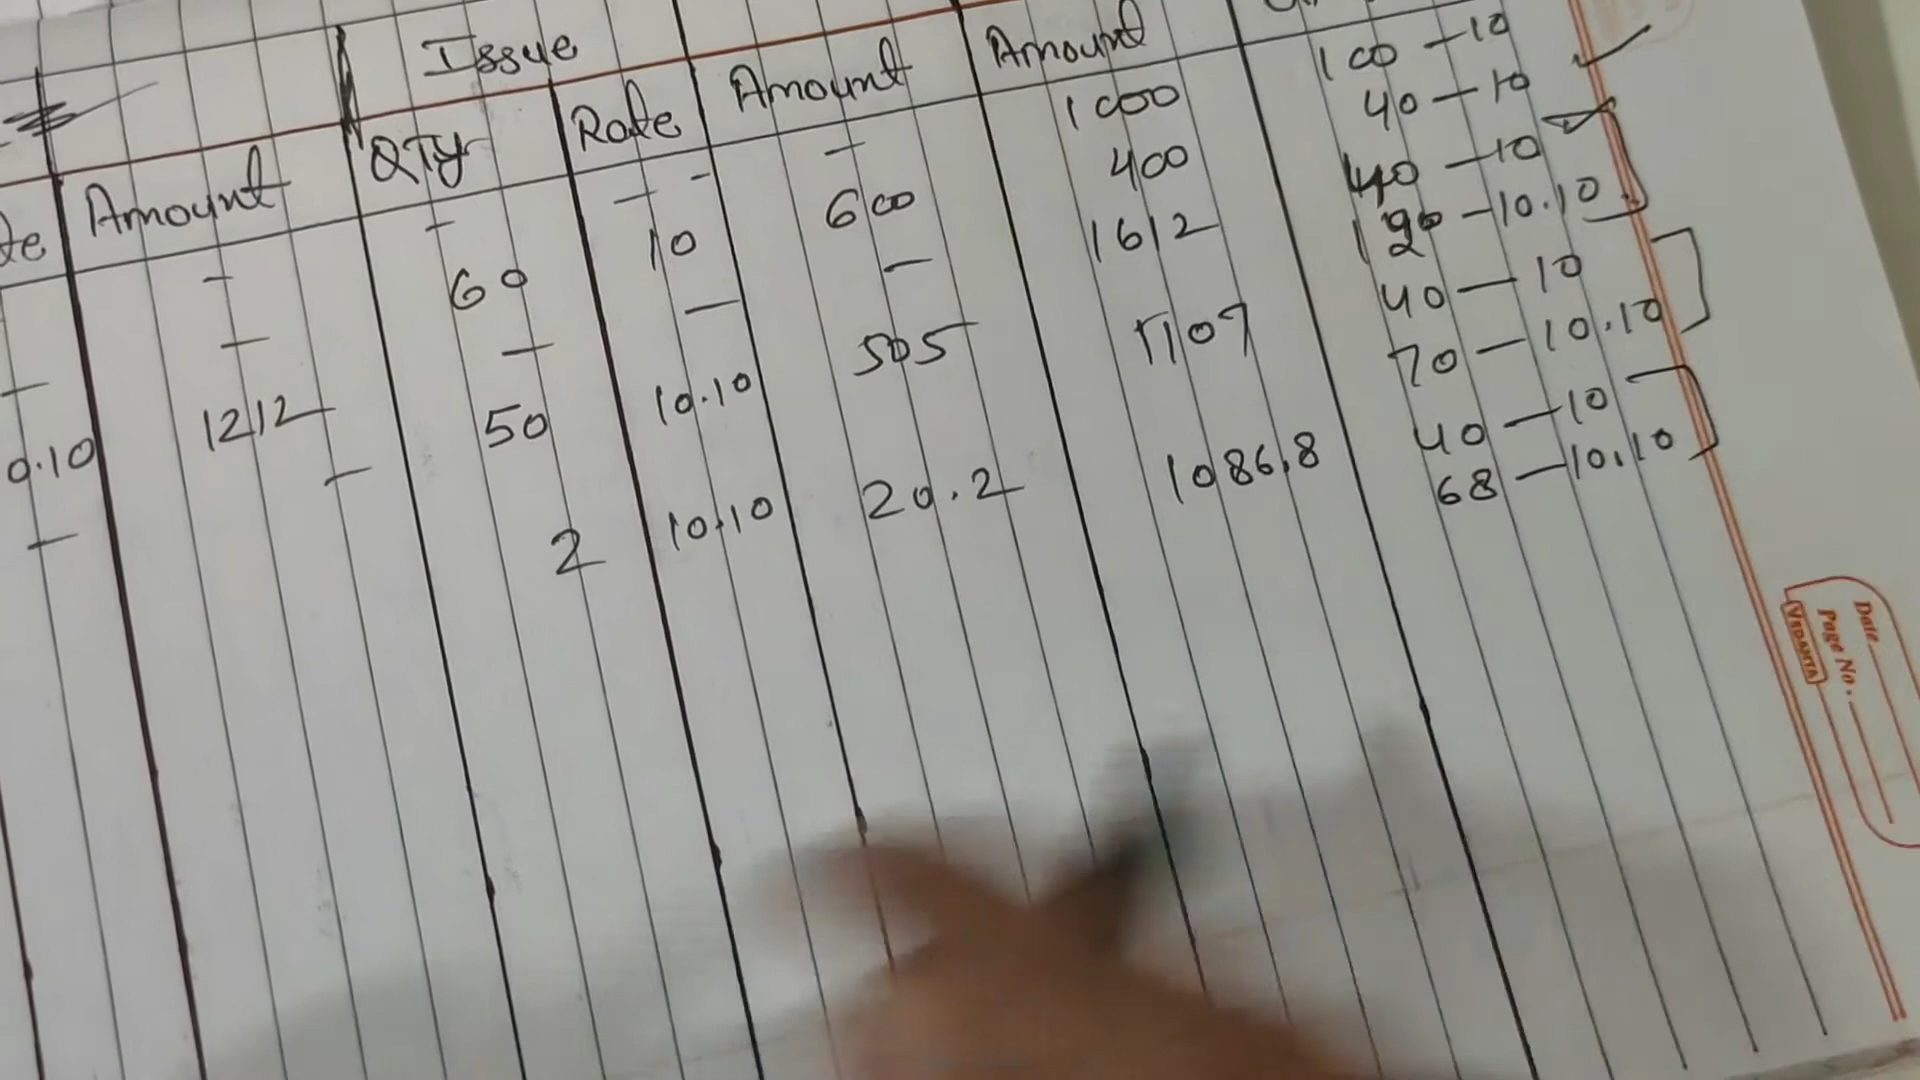 Issue
Amount
QTY
Rate
Amount
Amount
-
-
- -
-
1000
100 - 10
-
60
10
600
400
40 - 10
-
1212
-
-
-
1612
40 - 10
120 - 10.10
0.10
-
50
10.10
505
1107
40 - 10
70 - 10.10
-
2
10.10
20.2
1086.8
40 - 10
68 - 10.10
Date
Page No.
VEDANTA